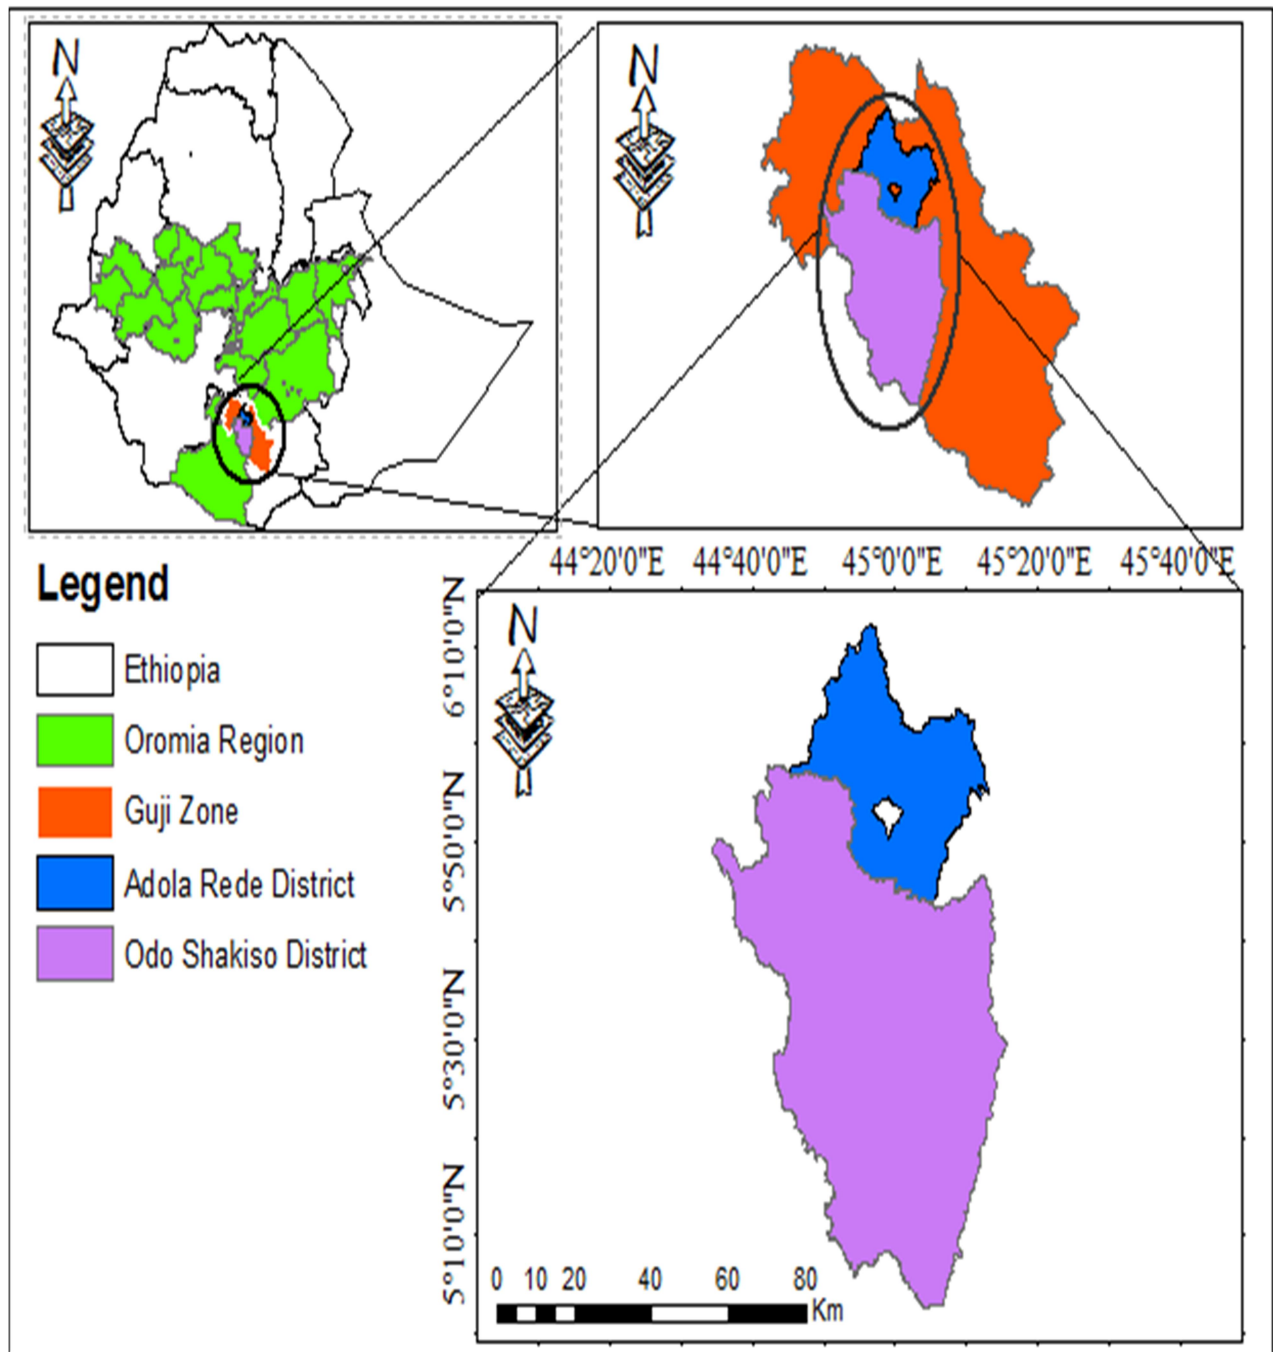 N
N
44°20'0"E 44°40'0"E 45°0'0"E 45°20'0"E 45°40'0"E
Legend
Ethiopia
Oromia Region
Guji Zone
Adola Rede District
Odo Shakiso District
N
6°10'0"N
5°50'0"N
5°30'0"N
5°10'0"N
0 10 20 40 60 80
Km